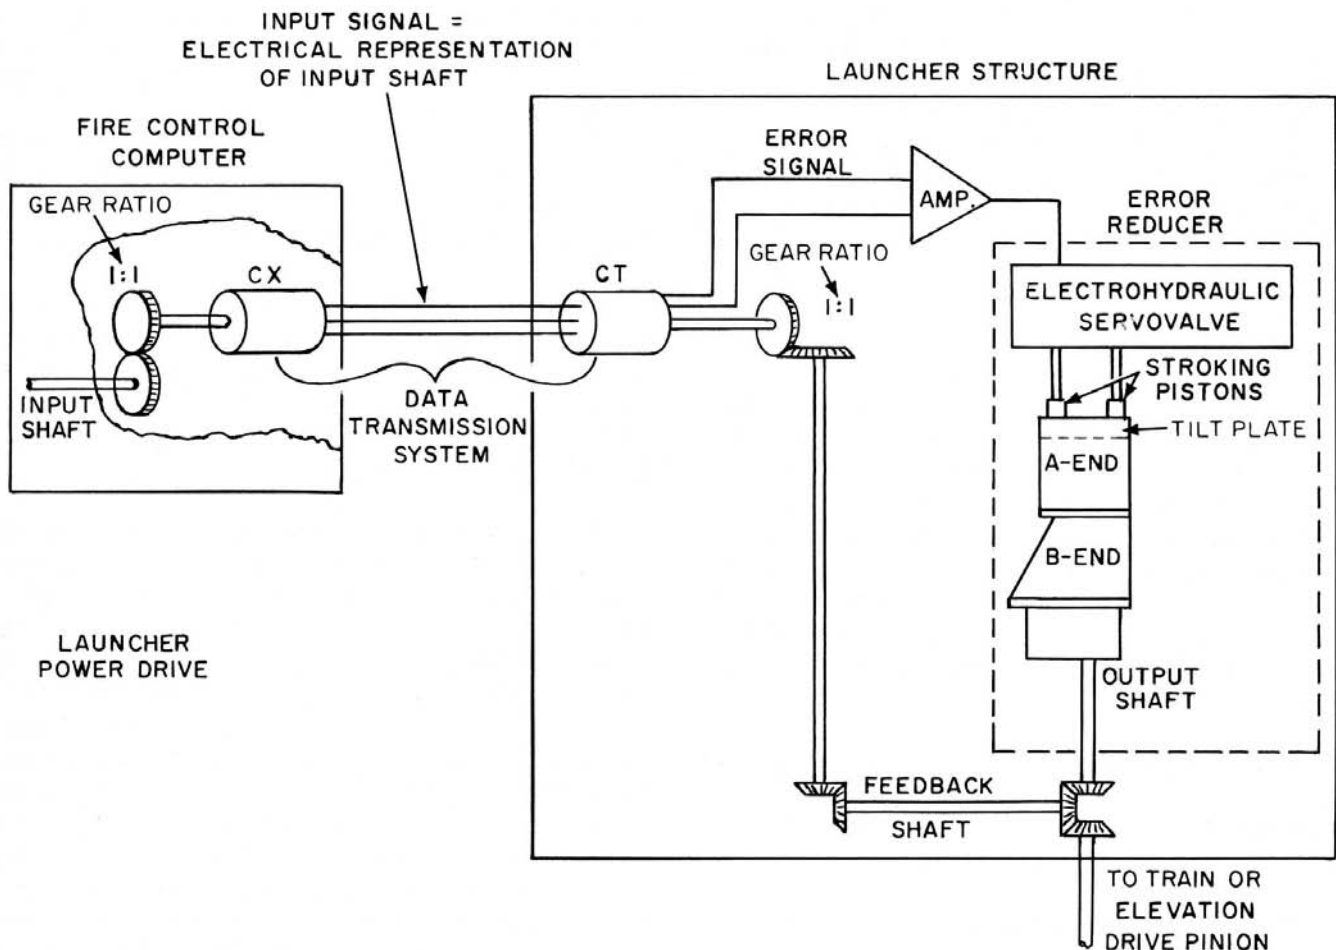 INPUT SIGNAL =
ELECTRICAL REPRESENTATION
OF INPUT SHAFT
LAUNCHER STRUCTURE
FIRE CONTROL
COMPUTER
GEAR RATIO
1:1
CX
INPUT
SHAFT
DATA
TRANSMISSION
SYSTEM
CT
ERROR
SIGNAL
AMP.
GEAR RATIO
1:1
ERROR
REDUCER
ELECTROHYDRAULIC
SERVOVALVE
STROKING
PISTONS
TILT PLATE
A-END
B-END
OUTPUT
SHAFT
FEEDBACK
SHAFT
LAUNCHER
POWER DRIVE
TO TRAIN OR
ELEVATION
DRIVE PINION